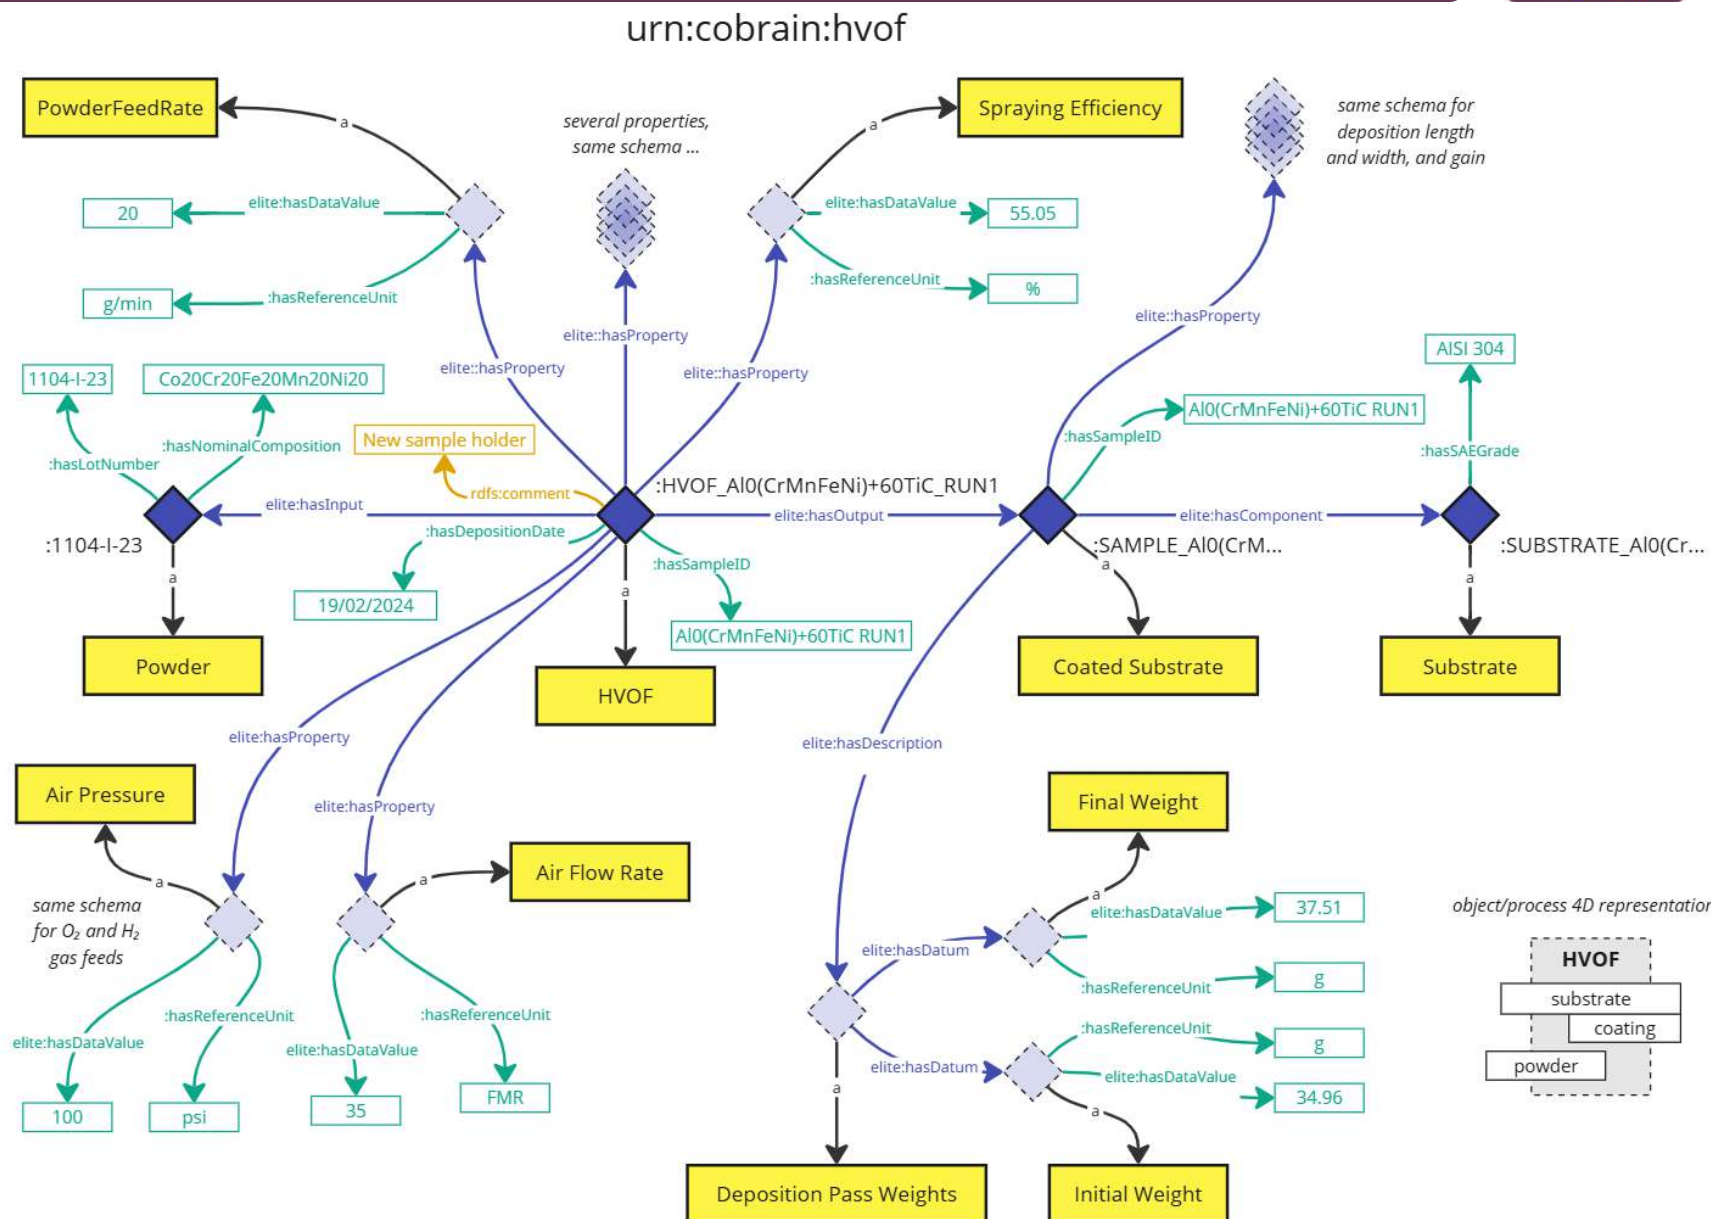 urn:cobrain:hvof
PowderFeedRate
a
several properties,
same schema ...
a
Spraying Efficiency
same schema for
deposition length
and width, and gain
20
elite:hasDataValue
elite:hasDataValue
55.05
g/min
:hasReferenceUnit
:hasReferenceUnit
%
elite::hasProperty
elite::hasProperty
elite::hasProperty
elite::hasProperty
AISI 304
1104-I-23
Co20Cr20Fe20Mn20Ni20
Al0(CrMnFeNi)+60TiC RUN1
:hasLotNumber
:hasNominalComposition
New sample holder
:hasSampleID
:hasSAEGrade
rdfs:comment
:HVOF_Al0(CrMnFeNi)+60TiC_RUN1
elite:hasInput
elite:hasOutput
elite:hasComponent
:1104-I-23
:hasDepositionDate
:SAMPLE_Al0(CrM...
:SUBSTRATE_Al0(Cr...
a
:hasSampleID
a
a
a
19/02/2024
Al0(CrMnFeNi)+60TiC RUN1
Powder
HVOF
Coated Substrate
Substrate
elite:hasProperty
elite:hasProperty
elite:hasDescription
Air Pressure
Final Weight
a
a
Air Flow Rate
a
same schema
for O₂ and H₂
gas feeds
elite:hasDataValue
37.51
object/process 4D representation
elite:hasDatum
:hasReferenceUnit
g
HVOF
substrate
coating
powder
elite:hasDataValue
:hasReferenceUnit
elite:hasDataValue
:hasReferenceUnit
:hasReferenceUnit
g
elite:hasDatum
a
elite:hasDataValue
34.96
a
100
psi
35
FMR
Deposition Pass Weights
Initial Weight